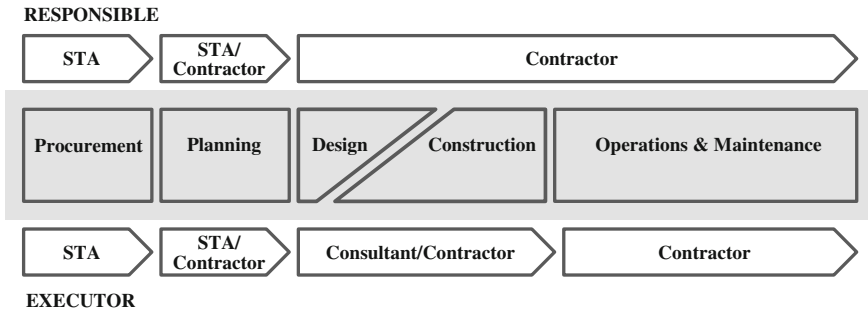 RESPONSIBLE
STA
STA/
Contractor
Contractor
Procurement
Planning
Design
Construction
Operations & Maintenance
STA
STA/
Contractor
Consultant/Contractor
Contractor
EXECUTOR